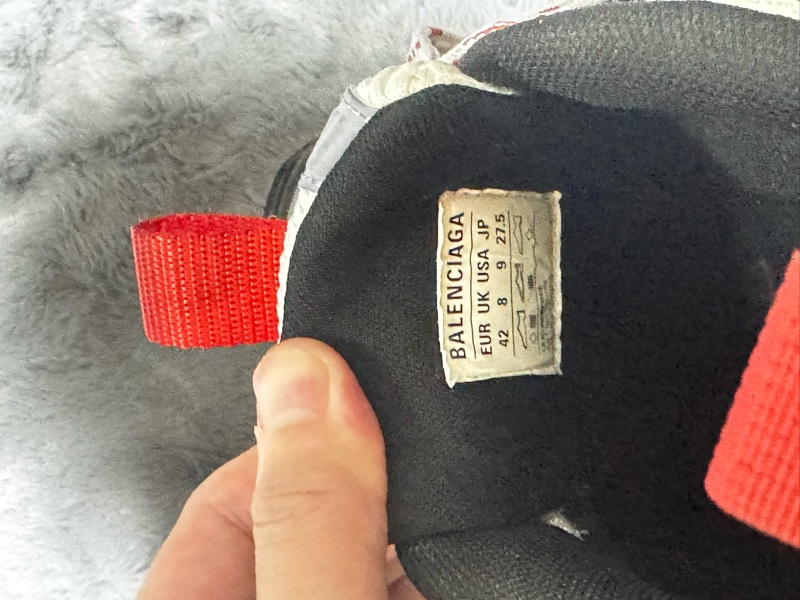 BALENCIAGA
EUR UK USA JP
42 8 9 27.5